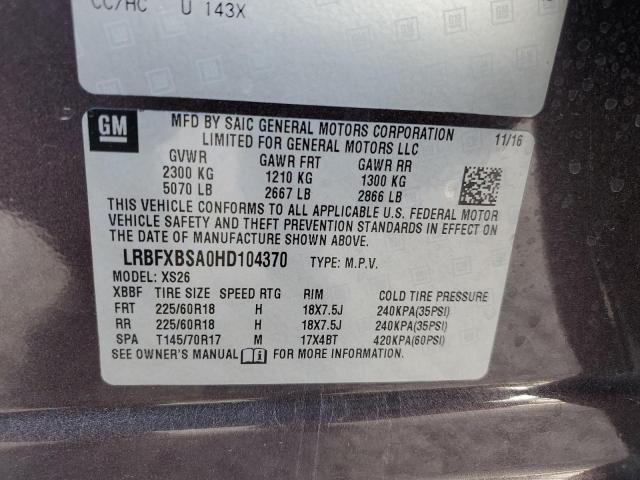 CC/HC U 143X
GM
MFD BY SAIC GENERAL MOTORS CORPORATION
LIMITED FOR GENERAL MOTORS LLC
11/16
GVWR GAWR FRT GAWR RR
2300 KG 1210 KG 1300 KG
5070 LB 2667 LB 2866 LB
THIS VEHICLE CONFORMS TO ALL APPLICABLE U.S. FEDERAL MOTOR
VEHICLE SAFETY AND THEFT PREVENTION STANDARDS IN EFFECT ON
THE DATE OF MANUFACTURE SHOWN ABOVE.
LRBFXBSA0HD104370 TYPE: M.P.V.
MODEL: XS26
XBBF TIRE SIZE SPEED RTG RIM COLD TIRE PRESSURE
FRT 225/60R18 H 18X7.5J 240KPA(35PSI)
RR 225/60R18 H 18X7.5J 240KPA(35PSI)
SPA T145/70R17 M 17X4BT 420KPA(60PSI)
SEE OWNER'S MANUAL FOR MORE INFORMATION.